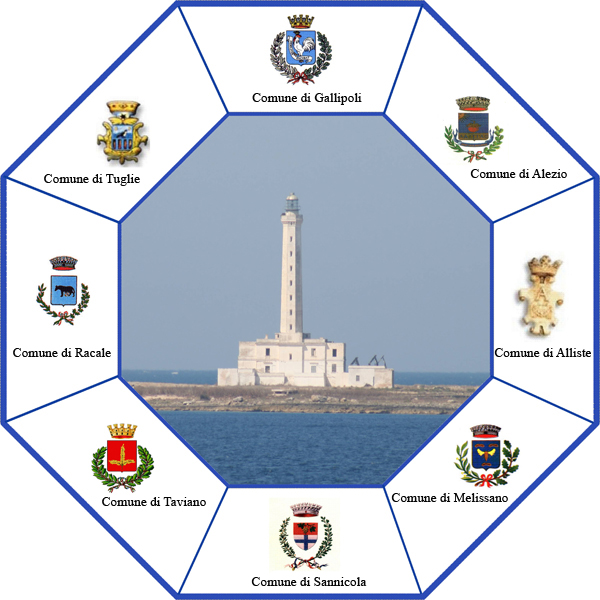 Comune di Gallipoli
Comune di Tuglie
Comune di Alezio
Comune di Racale
Comune di Alliste
Comune di Taviano
Comune di Melissano
Comune di Sannicola